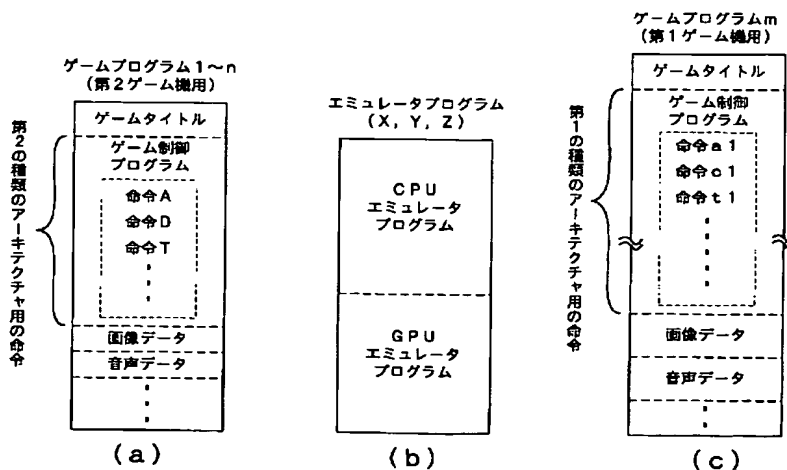 ゲームプログラム1〜n
(第2ゲーム機用)
ゲームタイトル
ゲーム制御
プログラム
命令A
命令D
命令T
画像データ
音声データ
第2の種類のアーキテクチャ用の命令
(a)
エミュレータプログラム
(X, Y, Z)
CPU
エミュレータ
プログラム
GPU
エミュレータ
プログラム
(b)
ゲームプログラムm
(第1ゲーム機用)
ゲームタイトル
ゲーム制御
プログラム
命令a1
命令c1
命令t1
画像データ
音声データ
第1の種類のアーキテクチャ用の命令
(c)